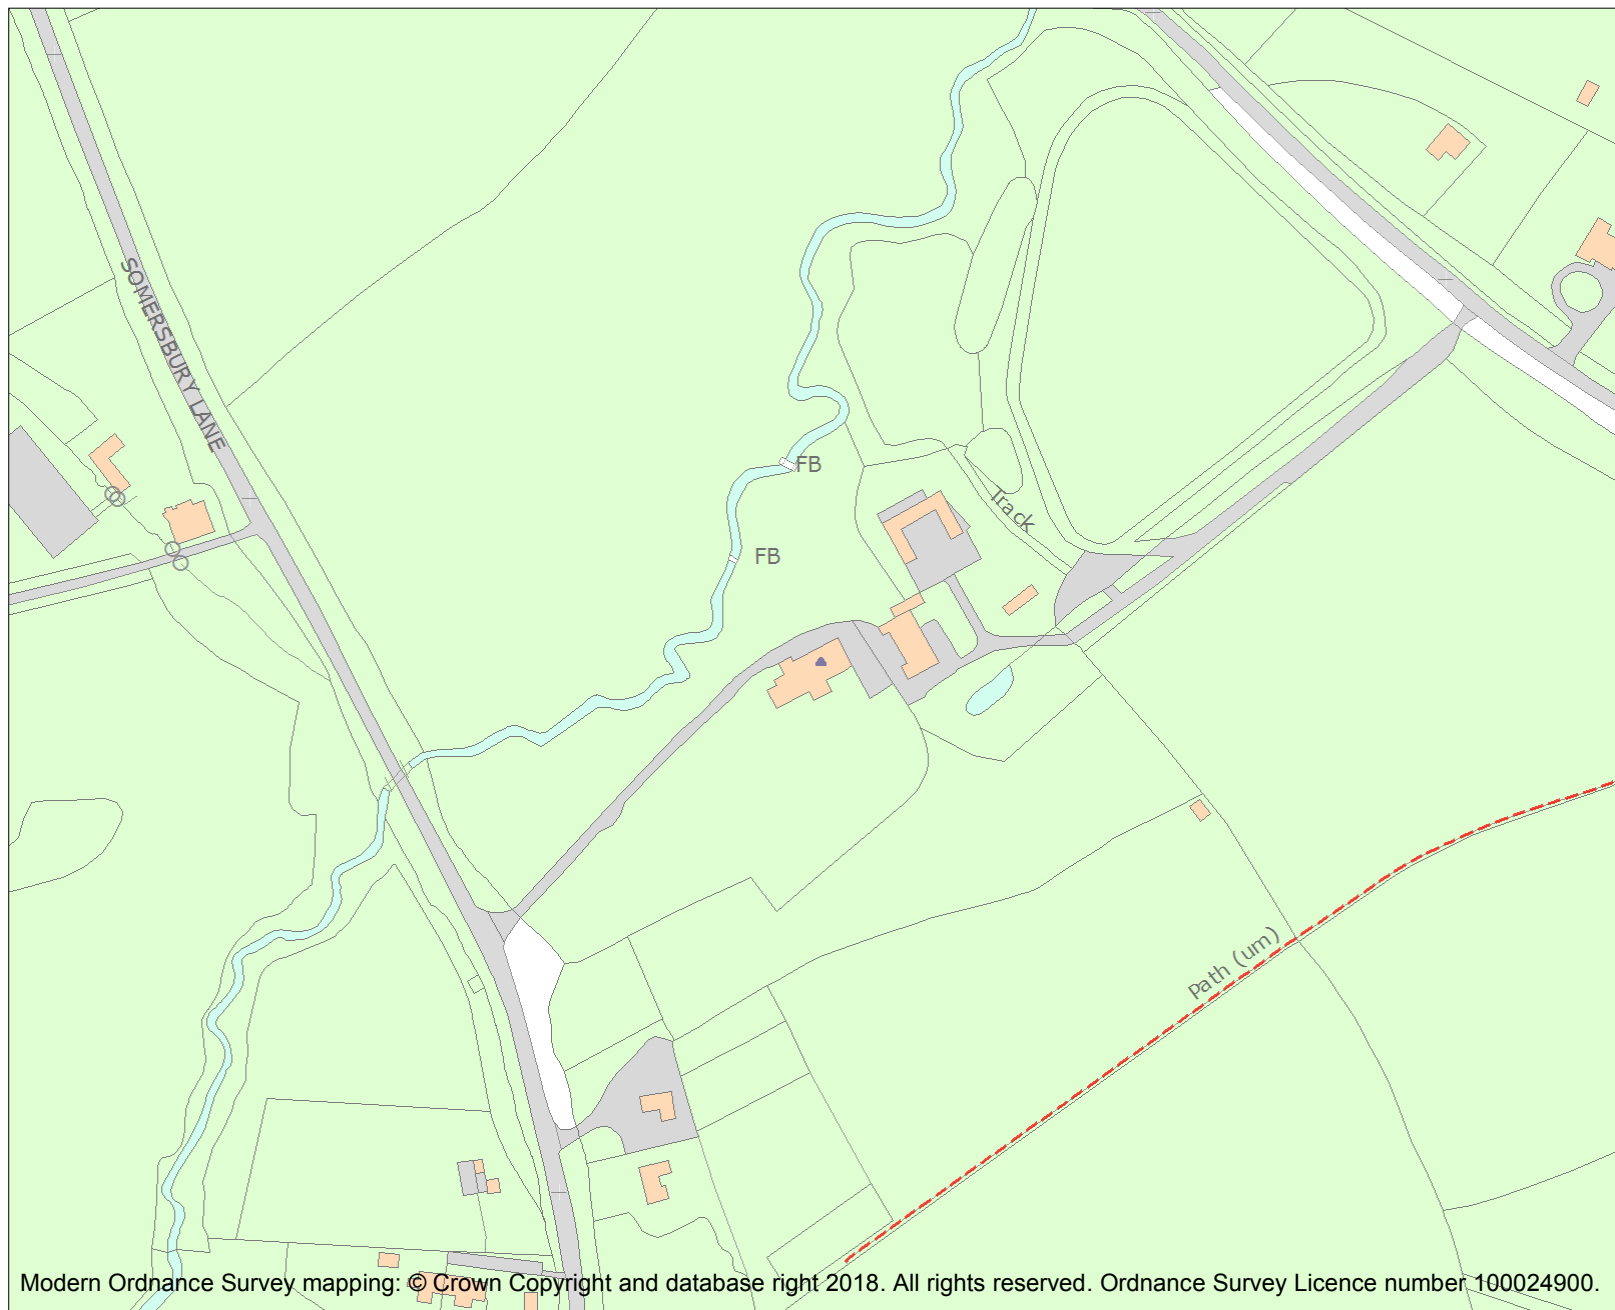 SOMERSBURY LANE
FB
Track
FB
Path (um)
Modern Ordnance Survey mapping: © Crown Copyright and database right 2018. All rights reserved. Ordnance Survey Licence number 100024900.